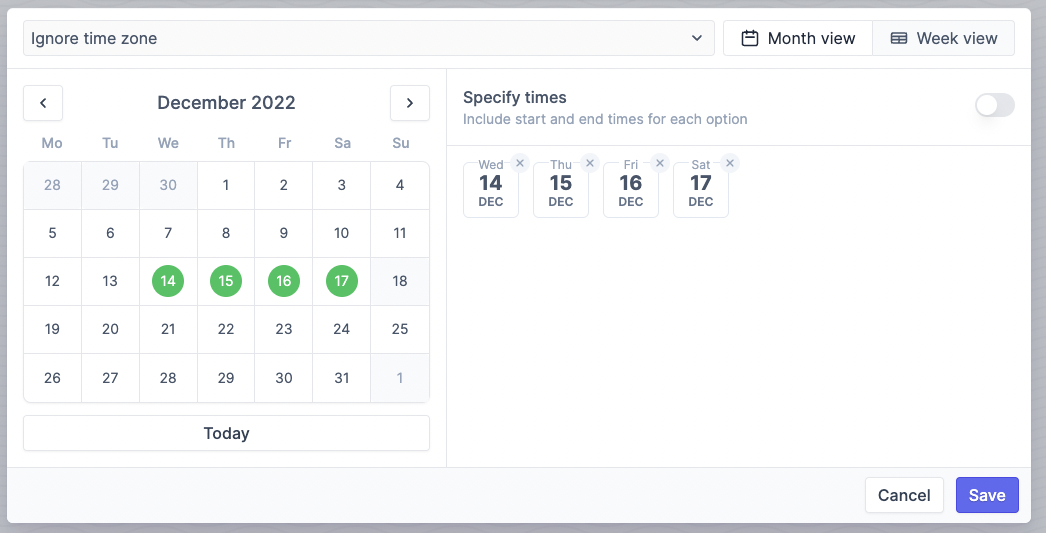 Ignore time zone
Month view
Week view
December 2022
Mo Tu We Th Fr Sa Su
28 29 30 1 2 3 4
5 6 7 8 9 10 11
12 13 14 15 16 17 18
19 20 21 22 23 24 25
26 27 28 29 30 31 1
Today
Specify times
Include start and end times for each option
Wed Thu Fri Sat
14 15 16 17
DEC DEC DEC DEC
Cancel Save